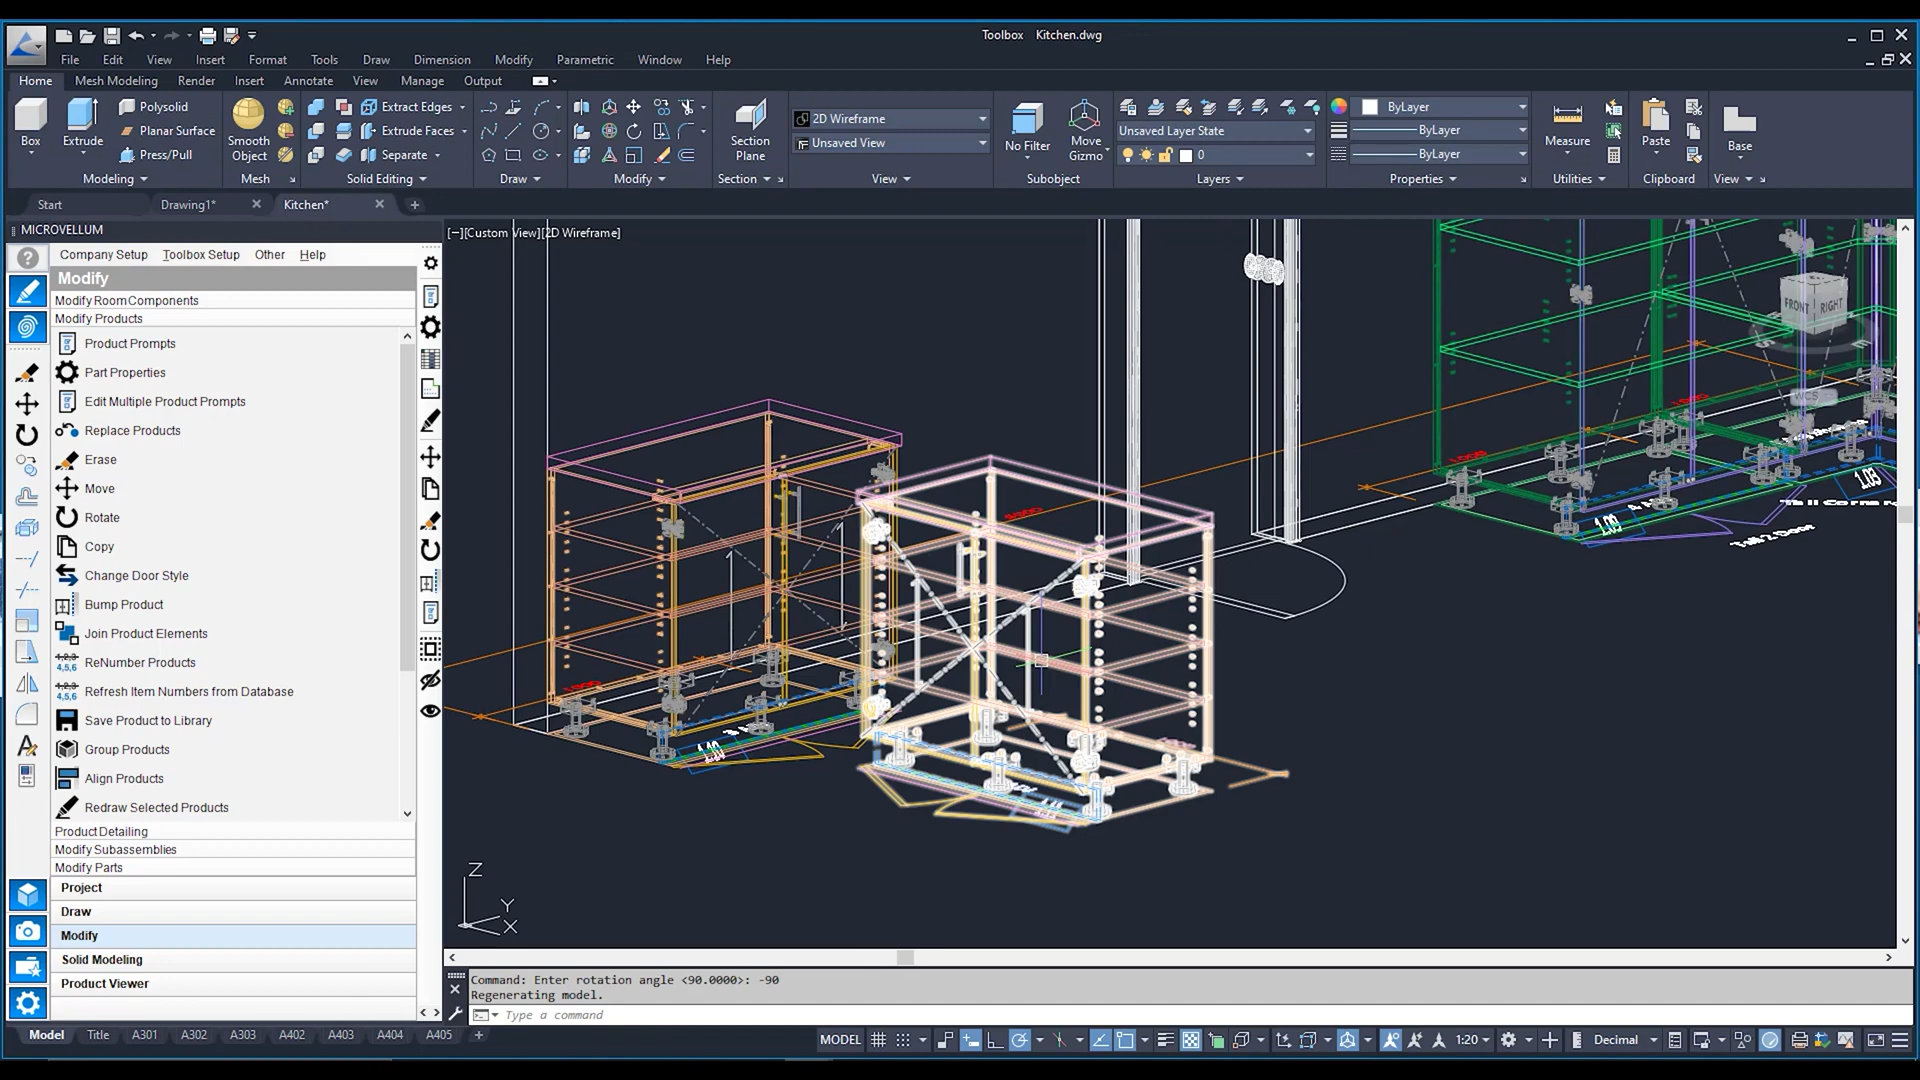 Toolbox Kitchen.dwg
File Edit View Insert Format Tools Draw Dimension Modify Parametric Window Help
Home Mesh Modeling Render Insert Annotate View Manage Output
Box
Extrude
Polysolid
Planar Surface
Press/Pull
Modeling
Smooth
Object
Mesh
Extract Edges
Extrude Faces
Separate
Solid Editing
Draw
Modify
Section
Plane
Section
2D Wireframe
Unsaved View
View
No Filter
Move
Gizmo
Subobject
Unsaved Layer State
0
Layers
ByLayer
ByLayer
ByLayer
Properties
Measure
Utilities
Paste
Clipboard
Base
View
Start Drawing1* Kitchen*
MICROVELLUM
Company Setup Toolbox Setup Other Help
Modify
Modify Room Components
Modify Products
Product Prompts
Part Properties
Edit Multiple Product Prompts
Replace Products
Erase
Move
Rotate
Copy
Change Door Style
Bump Product
Join Product Elements
ReNumber Products
Refresh Item Numbers from Database
Save Product to Library
Group Products
Align Products
Redraw Selected Products
Product Detailing
Modify Subassemblies
Modify Parts
Project
Draw
Modify
Solid Modeling
Product Viewer
[−][Custom View][2D Wireframe]
FRONT RIGHT
S E
WCS
1.09
1.09
Z
Y
X
Command: Enter rotation angle <90.0000>: -90
Regenerating model.
Type a command
Model Title A301 A302 A303 A402 A403 A404 A405
MODEL 1:20 Decimal